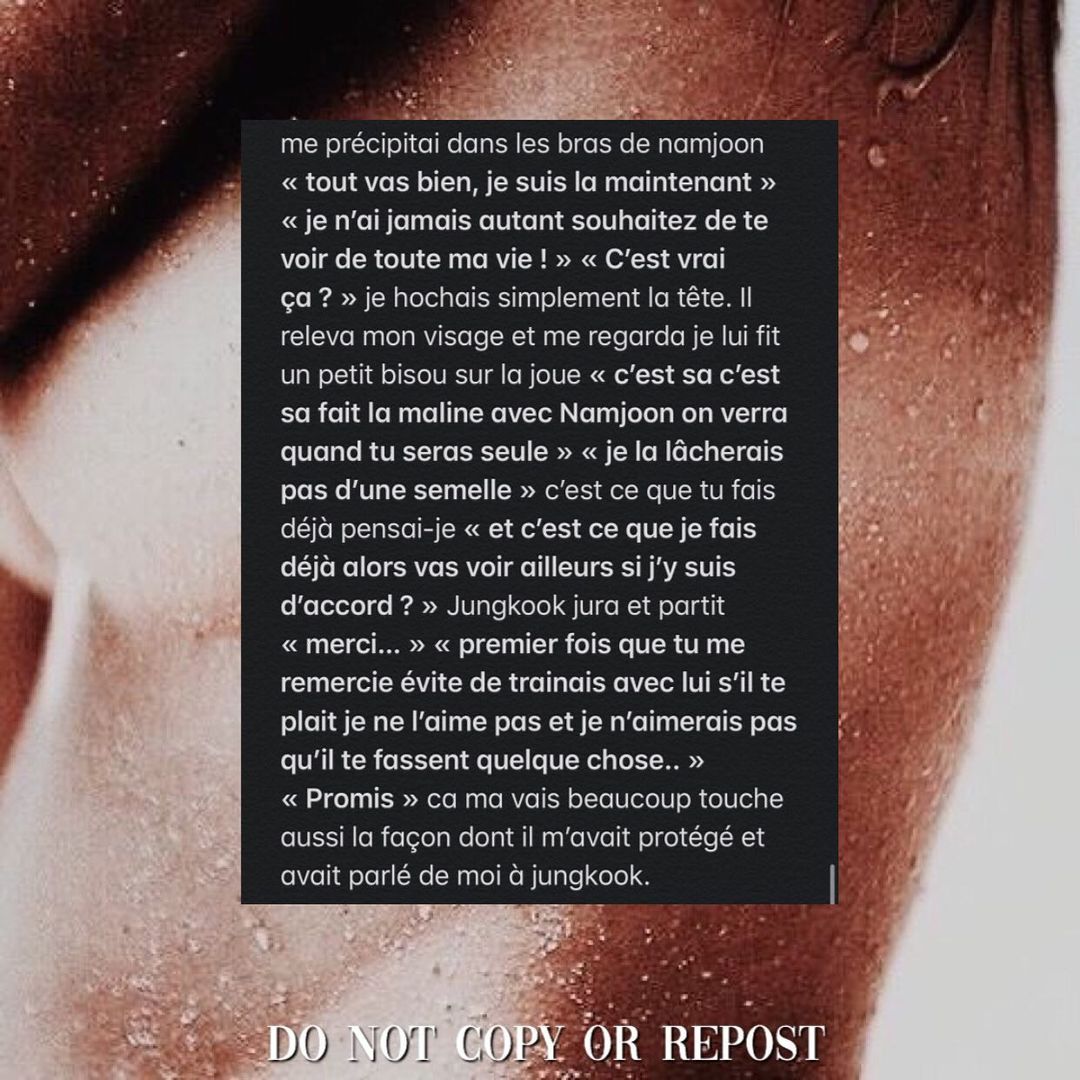 me précipitai dans les bras de namjoon
« tout vas bien, je suis la maintenant »
« je n’ai jamais autant souhaitez de te
voir de toute ma vie ! » « C’est vrai
ça ? » je hochais simplement la tête. Il
releva mon visage et me regarda je lui fit
un petit bisou sur la joue « c’est sa c’est
sa fait la maline avec Namjoon on verra
quand tu seras seule » « je la lâcherais
pas d’une semelle » c’est ce que tu fais
déjà pensai-je « et c’est ce que je fais
déjà alors vas voir ailleurs si j’y suis
d’accord ? » Jungkook jura et partit
« merci... » « premier fois que tu me
remercie évite de trainais avec lui s’il te
plait je ne l’aime pas et je n’aimerais pas
qu’il te fassent quelque chose.. »
« Promis » ca ma vais beaucoup touche
aussi la façon dont il m’avait protégé et
avait parlé de moi à jungkook.
DO NOT COPY OR REPOST